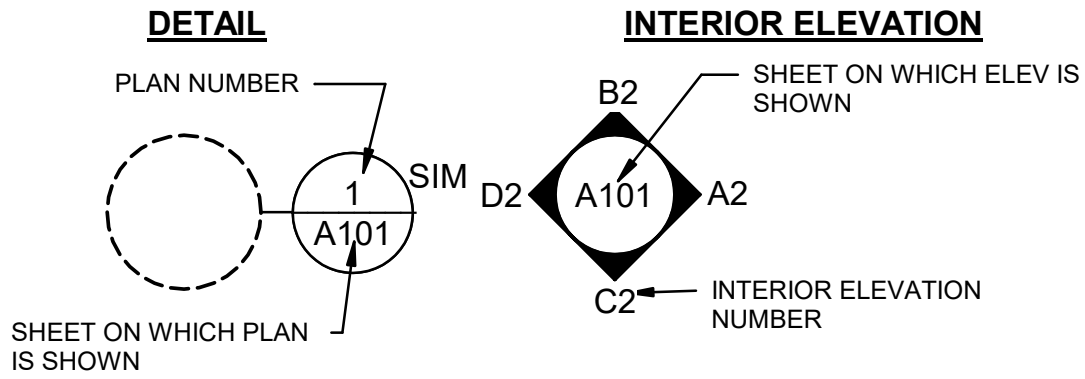 DETAIL
PLAN NUMBER
1
SIM
A101
SHEET ON WHICH PLAN
IS SHOWN
INTERIOR ELEVATION
SHEET ON WHICH ELEV IS
SHOWN
B2
D2
A101
A2
C2
INTERIOR ELEVATION
NUMBER